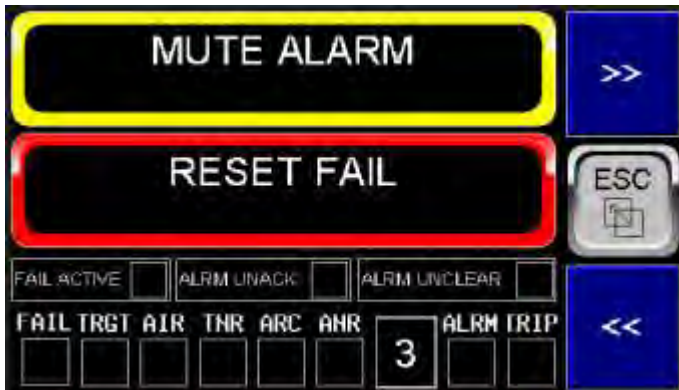 MUTE ALARM
>>
RESET FAIL
ESC
FAIL ACTIVE ALRM UNACK ALRM UNCLEAR
FAIL TRGT AIR TNR ARC ANR ALRM TRIP
3
<<